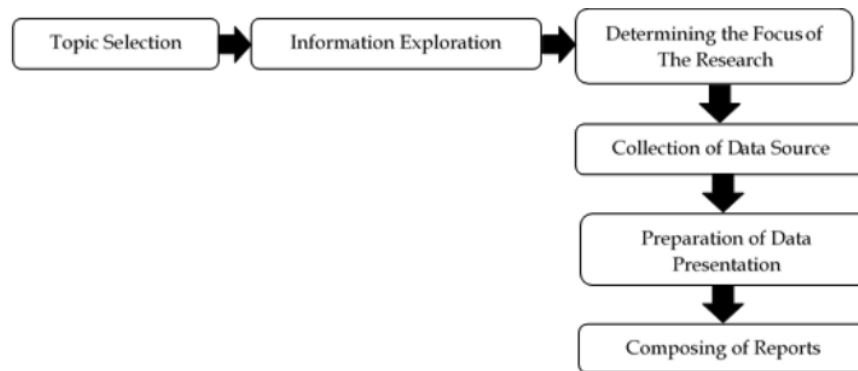 Topic Selection
Information Exploration
Determining the Focus of
The Research
Collection of Data Source
Preparation of Data
Presentation
Composing of Reports